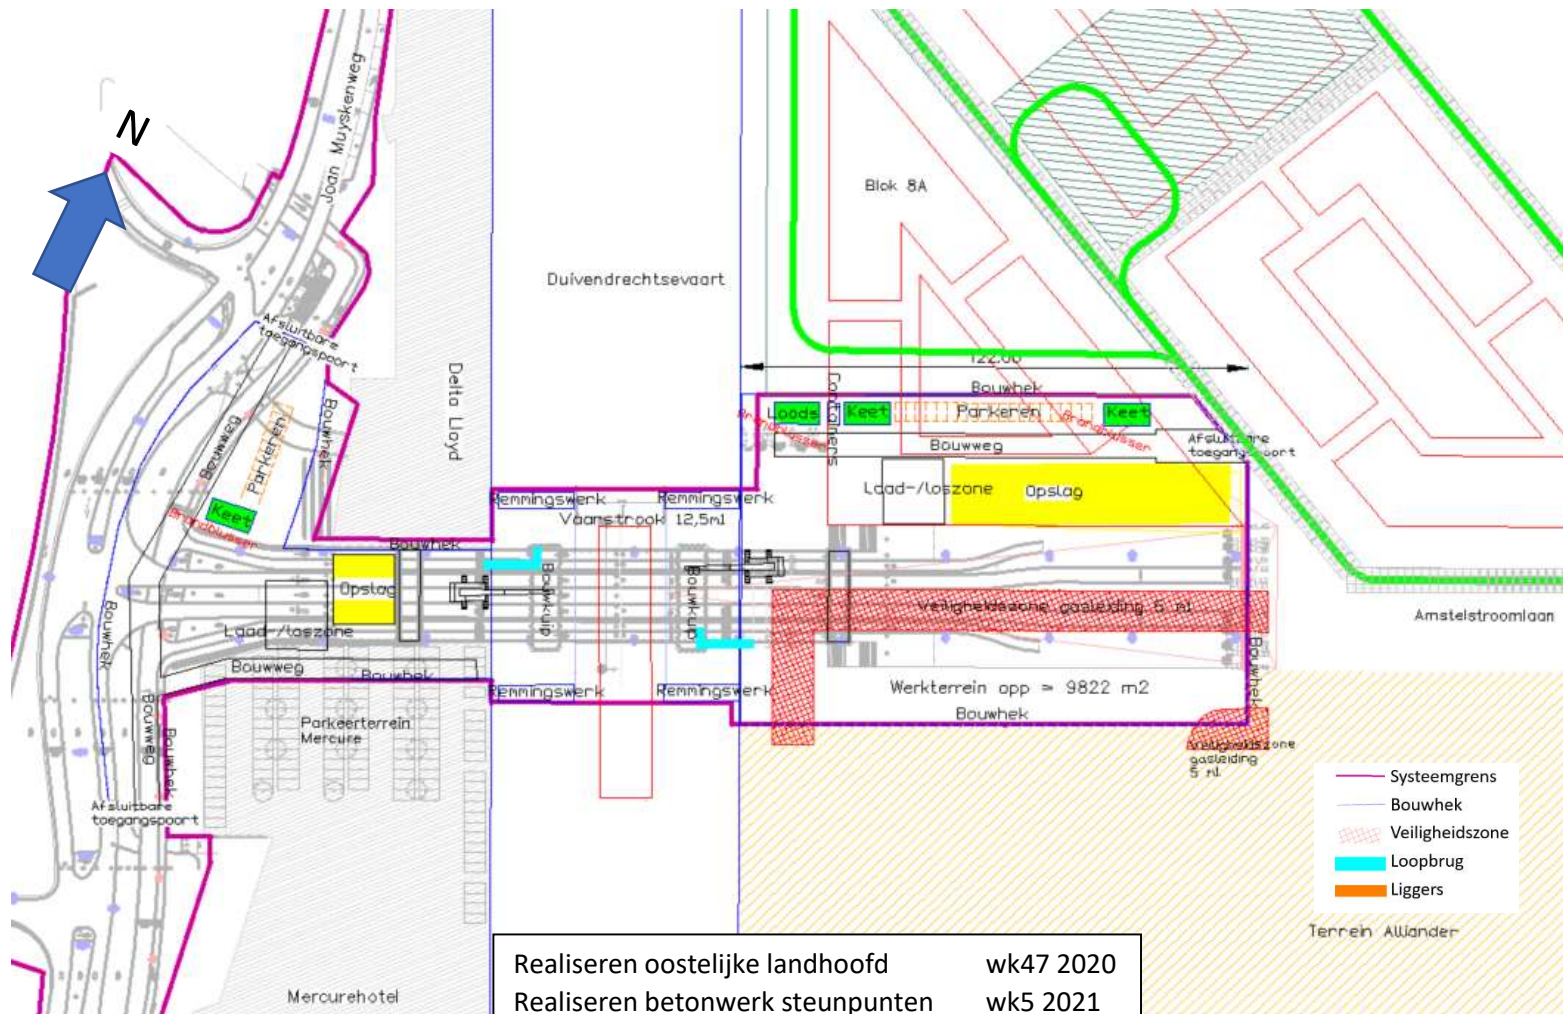 N
Joan Muyskenweg
Blok 8A
Duivendrechtsevaart
Afsluitbare
toegangspoort
Delta Lloyd
122.00
Bouwhek
Containers
Loods
Keet
Parkeren
Keet
Brandblusser
Brandblusser
Bouwweg
Afsluitbare
toegangspoort
Bouwhek
Bouwweg
Parkeren
Keet
Brandblusser
Laad-/loszone
Opslag
Remmingswerk
Remmingswerk
Vaarstrook 12,5m1
Bouwhek
Opslag
Bouwkuip
Bouwkuip
Veiligheidszone gasleiding 5 m1
Amstelstroomlaan
Bouwhek
Laad-/loszone
Bouwweg
Bouwhek
Bouwhek
Remmingswerk
Remmingswerk
Werkterrein opp = 9822 m2
Bouwhek
Bouwweg
Bouwhek
Parkeerterrein
Mercure
Veiligheidszone
gasleiding
5 m1
Afsluitbare
toegangspoort
Systeemgrens
Bouwhek
Veiligheidszone
Loopbrug
Liggers
Terrein Alliander
Mercurehotel
Realiseren oostelijke landhoofd wk47 2020
Realiseren betonwerk steunpunten wk5 2021